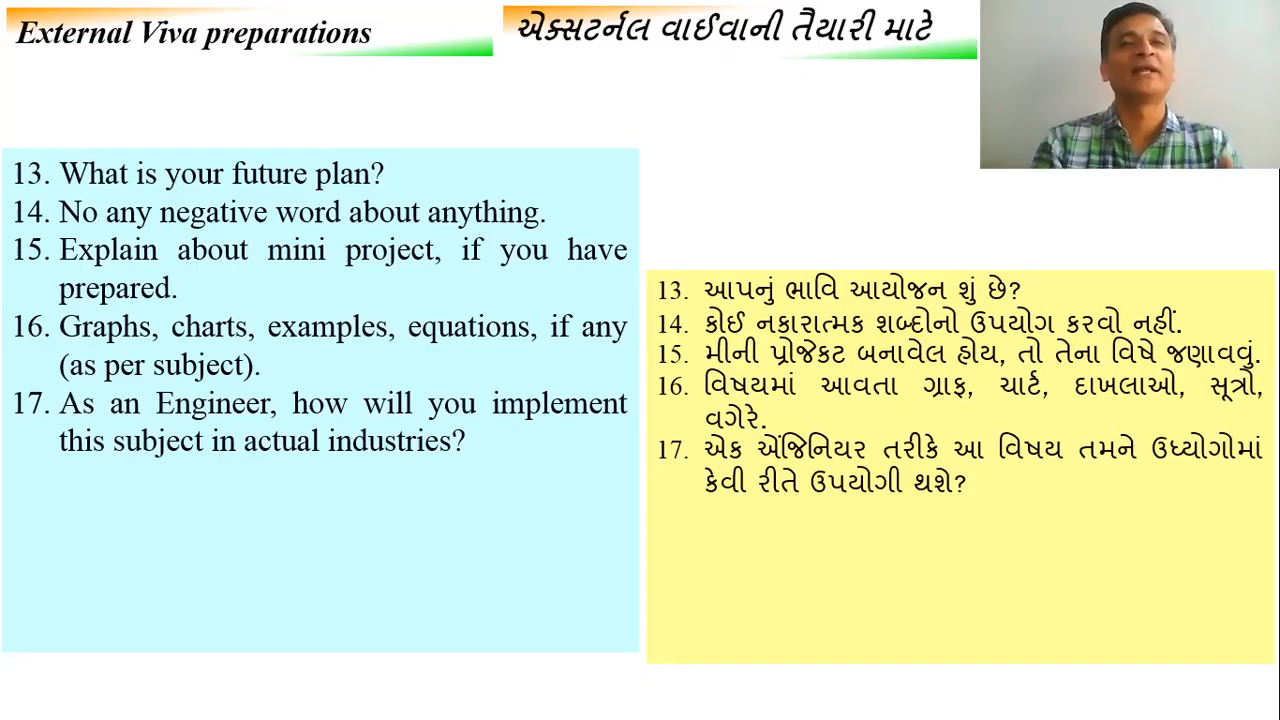 External Viva preparations
એક્સટર્નલ વાઈવાની તૈયારી માટે
13. What is your future plan?
14. No any negative word about anything.
15. Explain about mini project, if you have
prepared.
16. Graphs, charts, examples, equations, if any
(as per subject).
17. As an Engineer, how will you implement
this subject in actual industries?
13. આપનું ભાવિ આયોજન શું છે?
14. કોઈ નકારાત્મક શબ્દોનો ઉપયોગ કરવો નહીં.
15. મીની પ્રોજેકટ બનાવેલ હોય, તો તેના વિષે જણાવવું.
16. વિષયમાં આવતા ગ્રાફ, ચાર્ટ, દાખલાઓ, સૂત્રો,
વગેરે.
17. એક એંજિનિયર તરીકે આ વિષય તમને ઉધ્યોગોમાં
કેવી રીતે ઉપયોગી થશે?